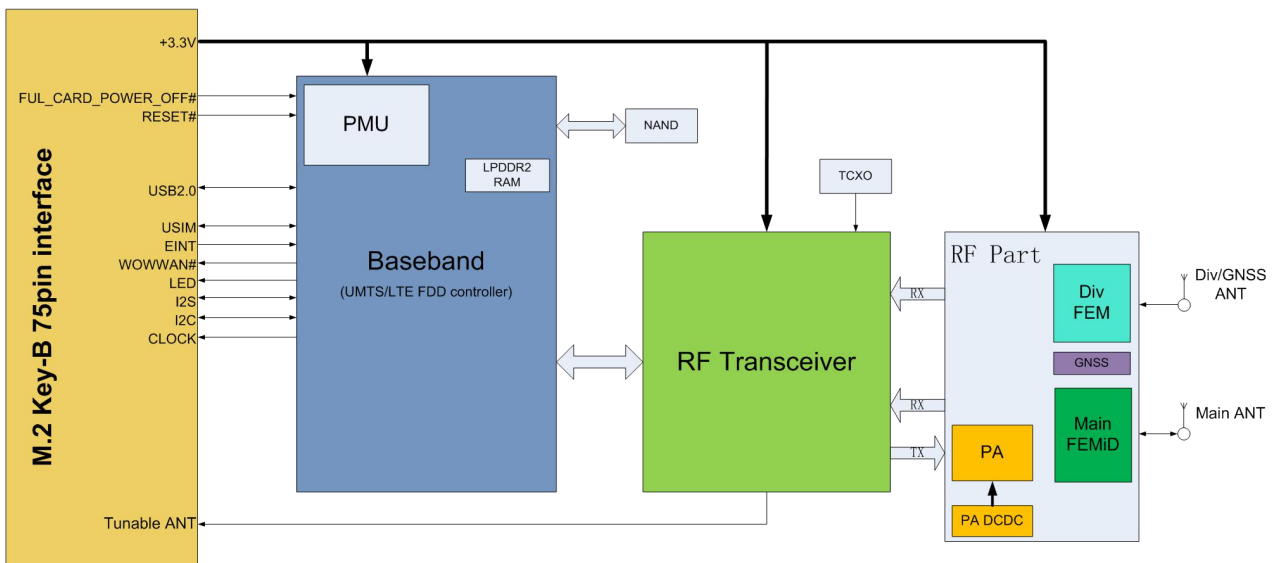 M.2 Key-B 75pin interface
+3.3V
FUL_CARD_POWER_OFF#
RESET#
USB2.0
USIM
EINT
WOWWAN#
LED
I2S
I2C
CLOCK
Tunable ANT
PMU
LPDDR2
RAM
Baseband
(UMTS/LTE FDD controller)
NAND
TCXO
RF Transceiver
RX
RX
TX
RF Part
Div
FEM
GNSS
Main
FEMiD
PA
PA DCDC
Div/GNSS
ANT
Main ANT